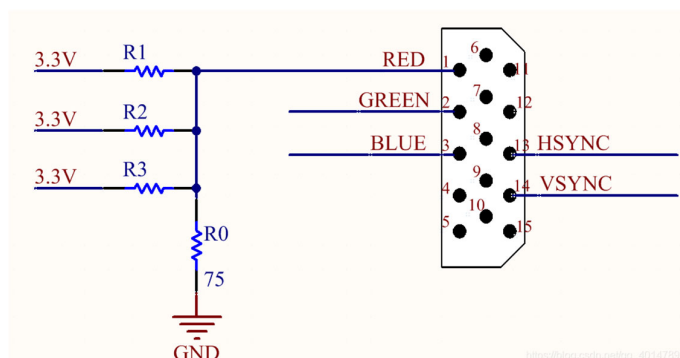 3.3V R1 RED 1 6 11
GREEN 2 7 12
3.3V R2
BLUE 3 8 13 HSYNC
3.3V R3 4 9 14 VSYNC
10
R0 5 15
75
GND